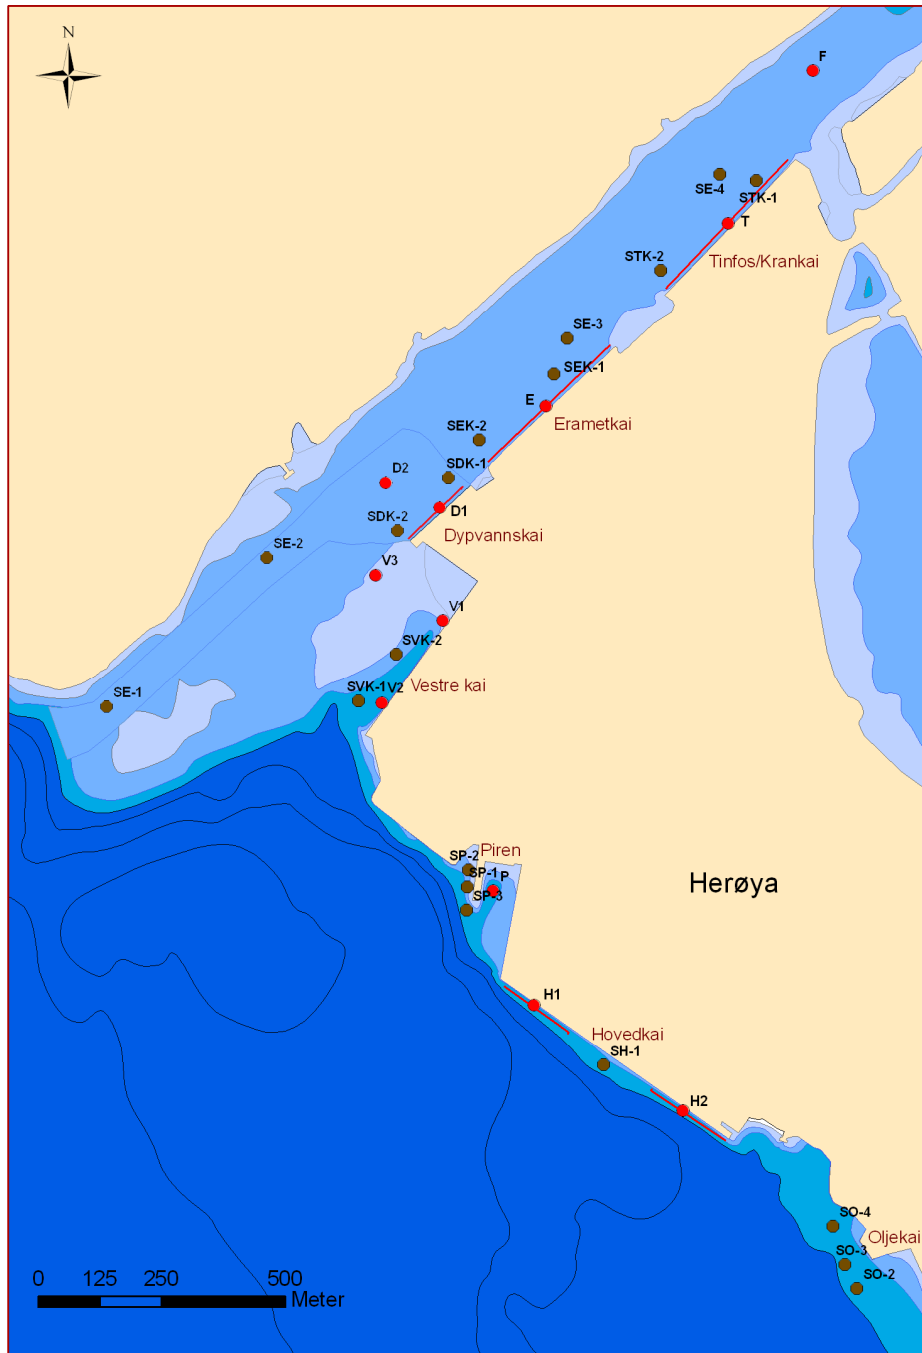 N
F
SE-4
STK-1
T
Tinfos/Krankai
STK-2
SE-3
SEK-1
E
Erametkai
SEK-2
SDK-1
D2
D1
SDK-2
Dypvannskai
SE-2
V3
V1
SVK-2
Vestre kai
SVK-1
V2
SE-1
Piren
SP-2
SP-1
P
SP-3
Herøya
H1
Hovedkai
SH-1
H2
SO-4
Oljekai
SO-3
SO-2
0 125 250 500
Meter